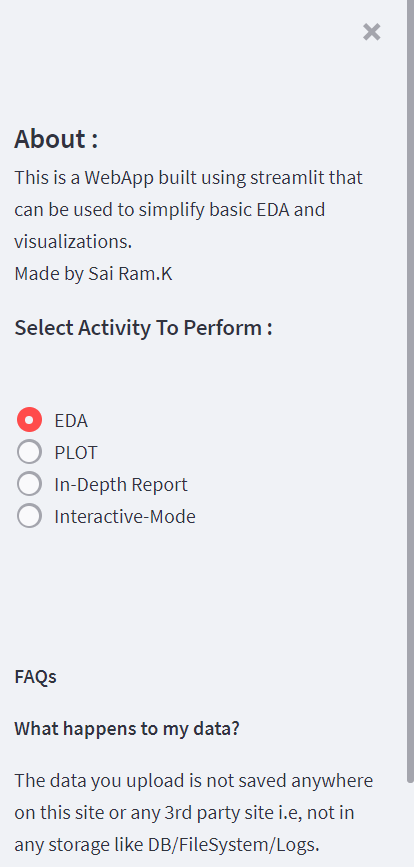 About :
This is a WebApp built using streamlit that
can be used to simplify basic EDA and
visualizations.
Made by Sai Ram.K
Select Activity To Perform :
EDA
PLOT
In-Depth Report
Interactive-Mode
FAQs
What happens to my data?
The data you upload is not saved anywhere
on this site or any 3rd party site i.e, not in
any storage like DB/FileSystem/Logs.